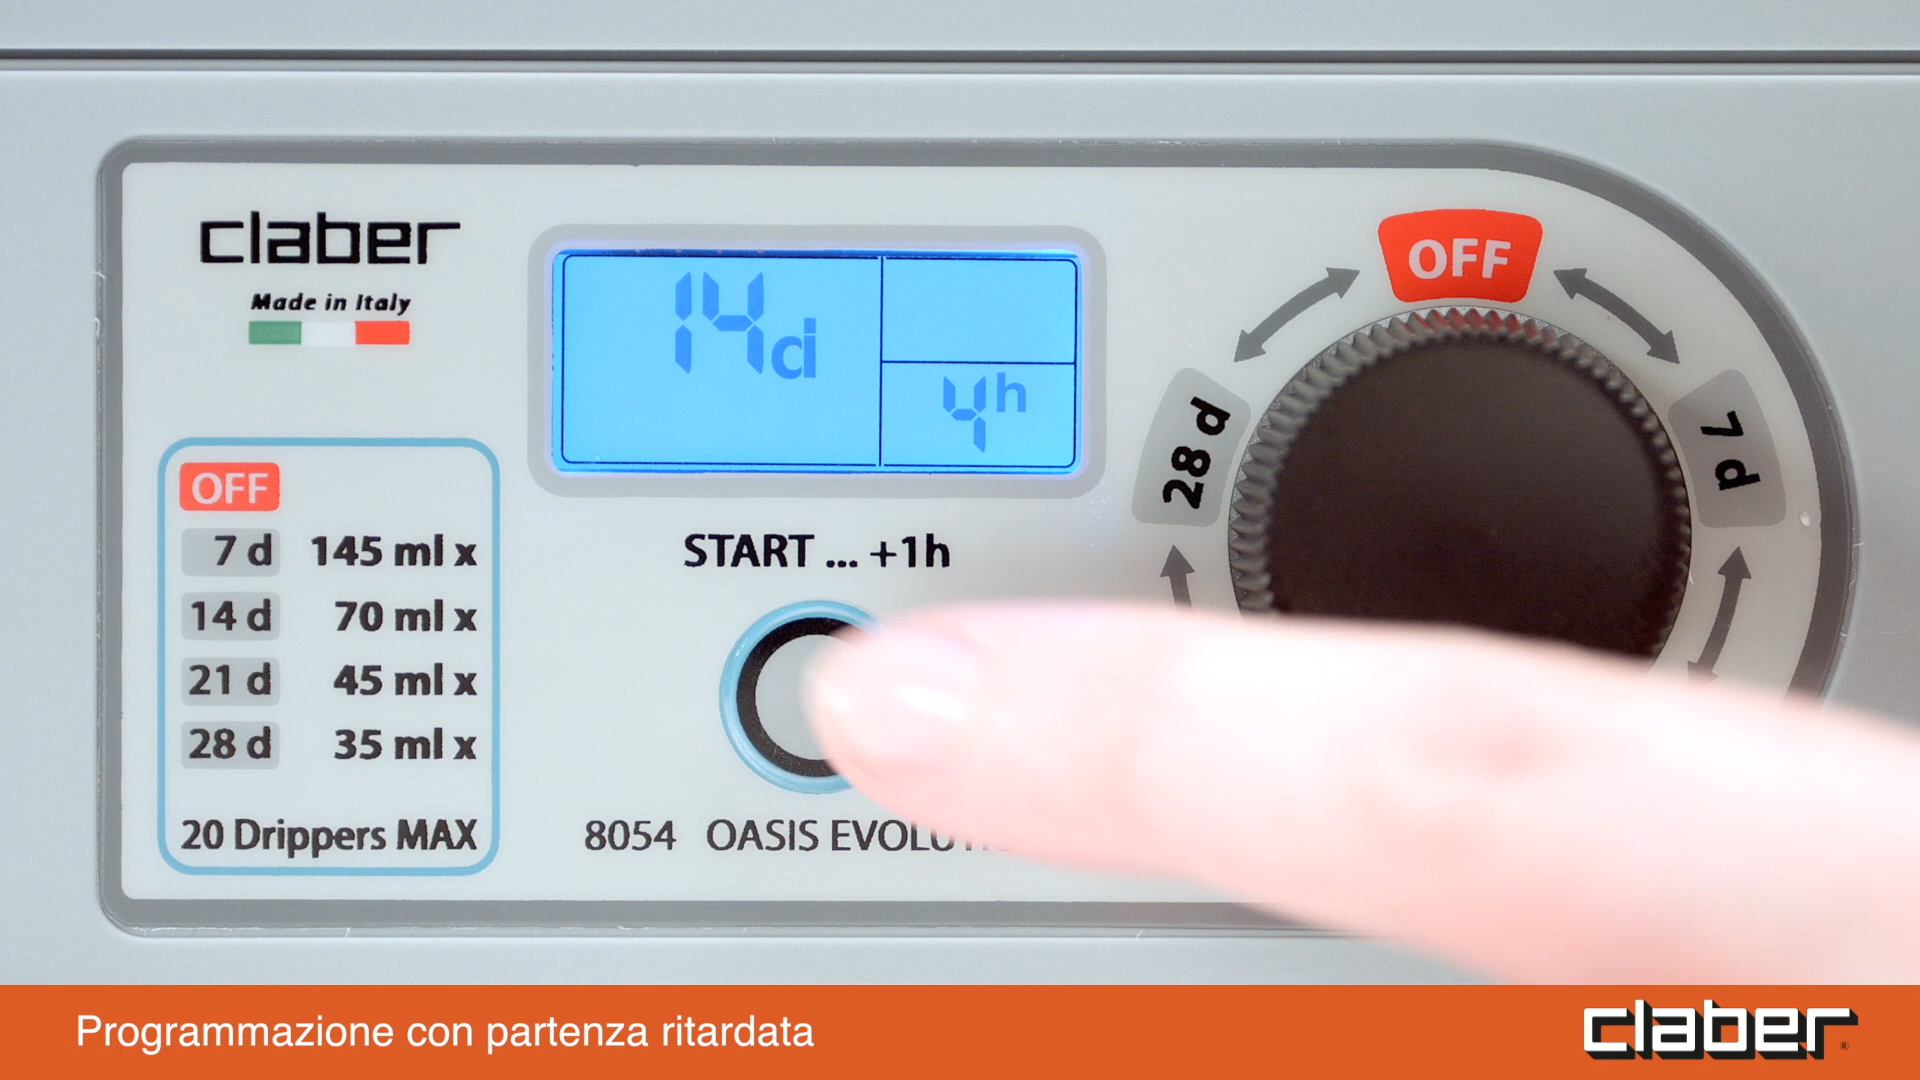 claber
Made in Italy
14d
4h
OFF
28 d
7 d
OFF
7 d 145 ml x
14 d 70 ml x
21 d 45 ml x
28 d 35 ml x
20 Drippers MAX
START ... +1h
8054 OASIS
Programmazione con partenza ritardata
claber®